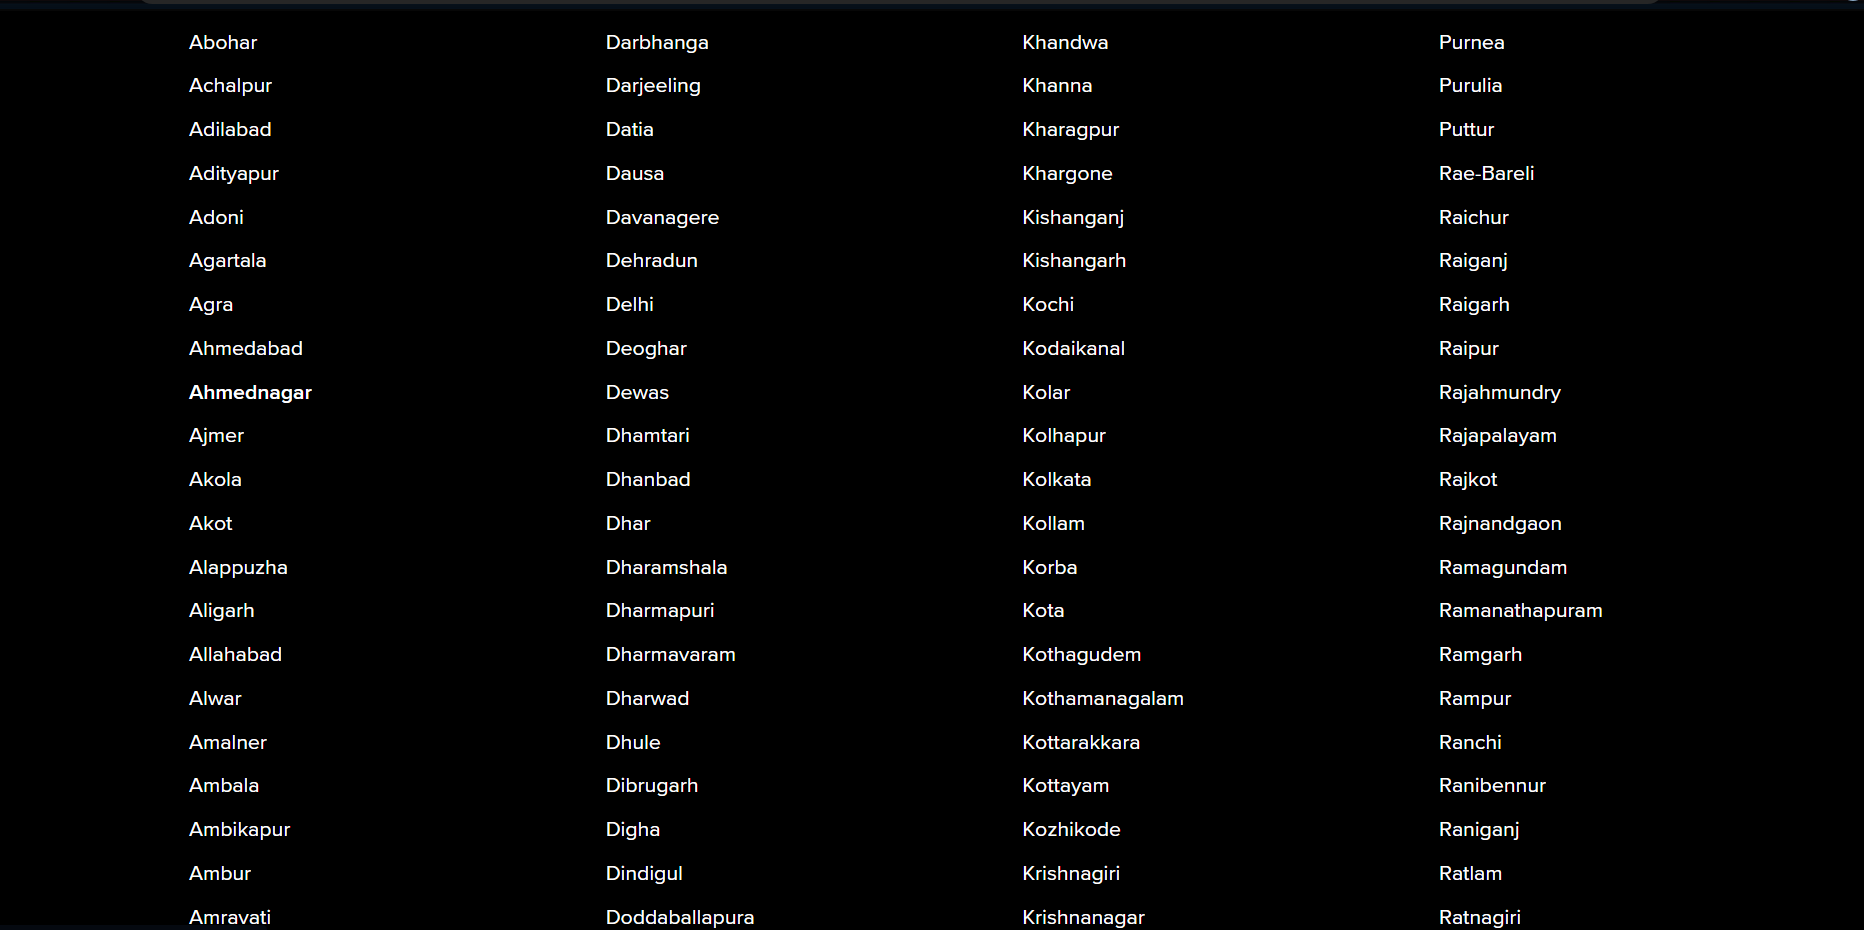 Abohar
Achalpur
Adilabad
Adityapur
Adoni
Agartala
Agra
Ahmedabad
Ahmednagar
Ajmer
Akola
Akot
Alappuzha
Aligarh
Allahabad
Alwar
Amalner
Ambala
Ambikapur
Ambur
Amravati
Darbhanga
Darjeeling
Datia
Dausa
Davanagere
Dehradun
Delhi
Deoghar
Dewas
Dhamtari
Dhanbad
Dhar
Dharamshala
Dharmapuri
Dharmavaram
Dharwad
Dhule
Dibrugarh
Digha
Dindigul
Doddaballapura
Khandwa
Khanna
Kharagpur
Khargone
Kishanganj
Kishangarh
Kochi
Kodaikanal
Kolar
Kolhapur
Kolkata
Kollam
Korba
Kota
Kothagudem
Kothamanagalam
Kottarakkara
Kottayam
Kozhikode
Krishnagiri
Krishnanagar
Purnea
Purulia
Puttur
Rae-Bareli
Raichur
Raiganj
Raigarh
Raipur
Rajahmundry
Rajapalayam
Rajkot
Rajnandgaon
Ramagundam
Ramanathapuram
Ramgarh
Rampur
Ranchi
Ranibennur
Raniganj
Ratlam
Ratnagiri